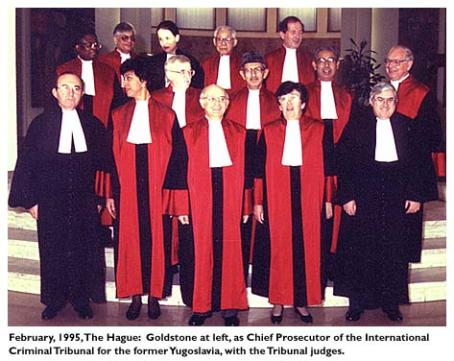 February, 1995, The Hague: Goldstone at left, as Chief Prosecutor of the International
Criminal Tribunal for the former Yugoslavia, with the Tribunal judges.